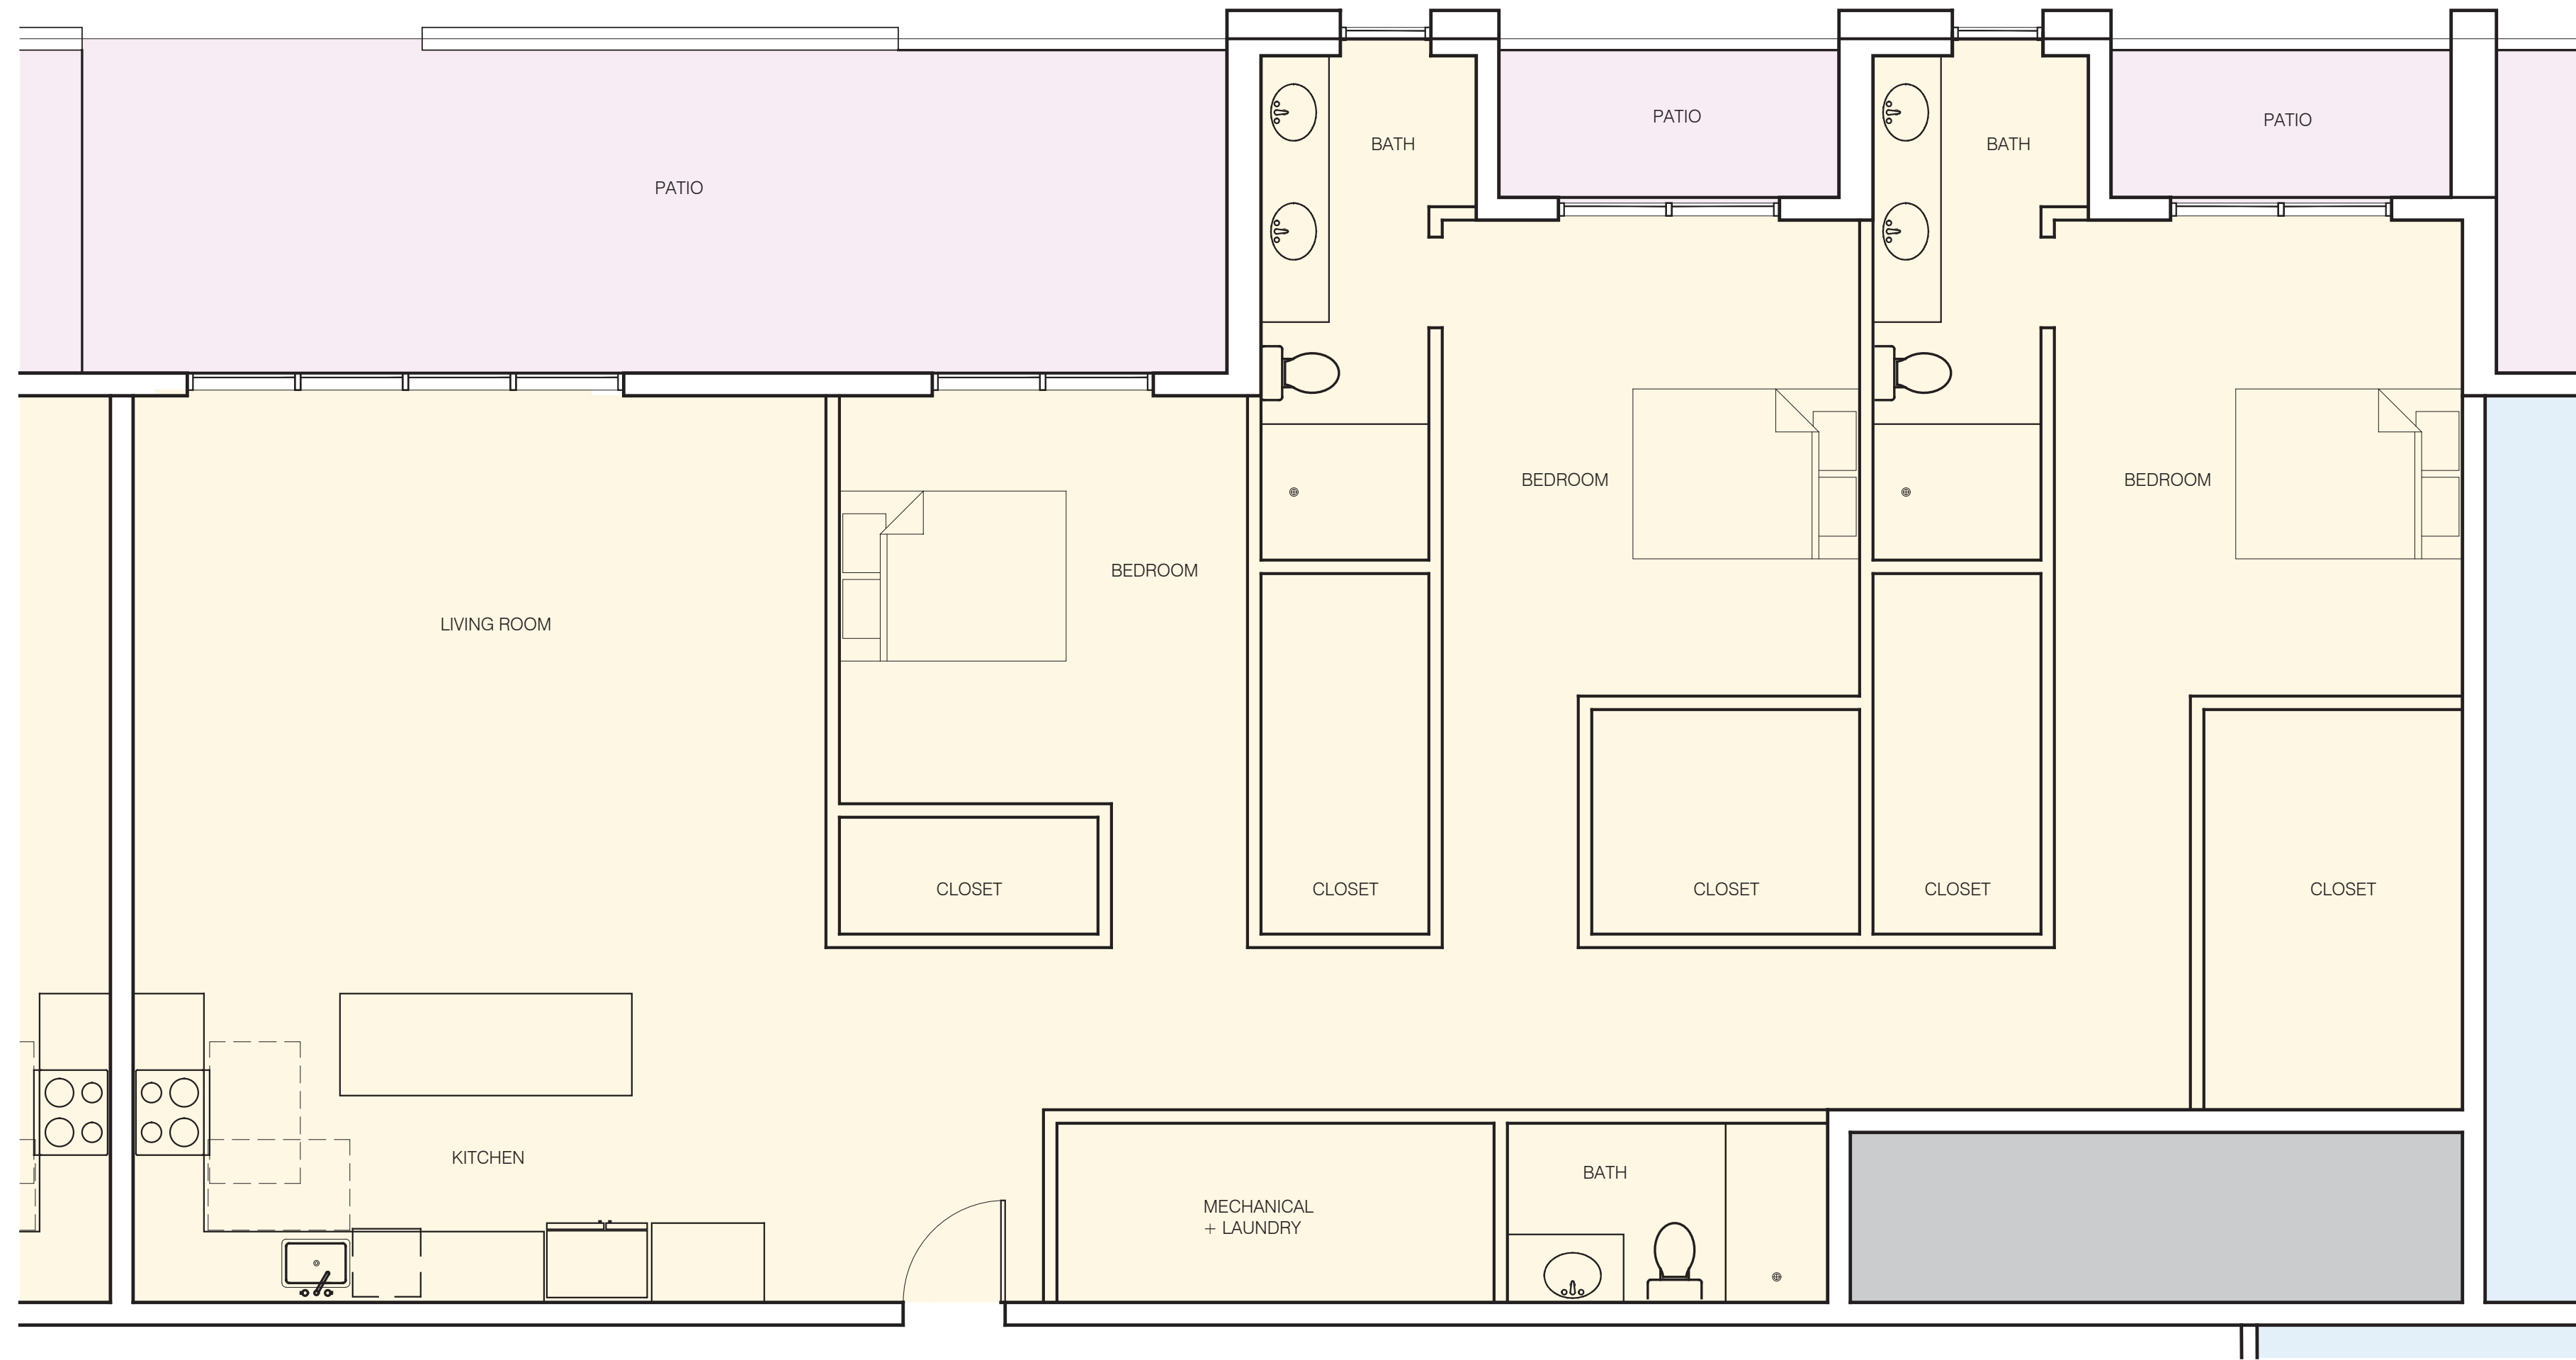 PATIO
BATH
PATIO
BATH
PATIO
LIVING ROOM
BEDROOM
BEDROOM
BEDROOM
CLOSET
CLOSET
CLOSET
CLOSET
CLOSET
KITCHEN
MECHANICAL
+ LAUNDRY
BATH